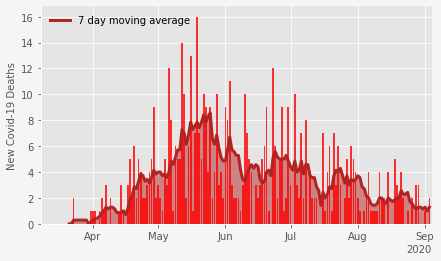 7 day moving average
New Covid-19 Deaths
16
14
12
10
8
6
4
2
0
Apr
May
Jun
Jul
Aug
Sep
2020